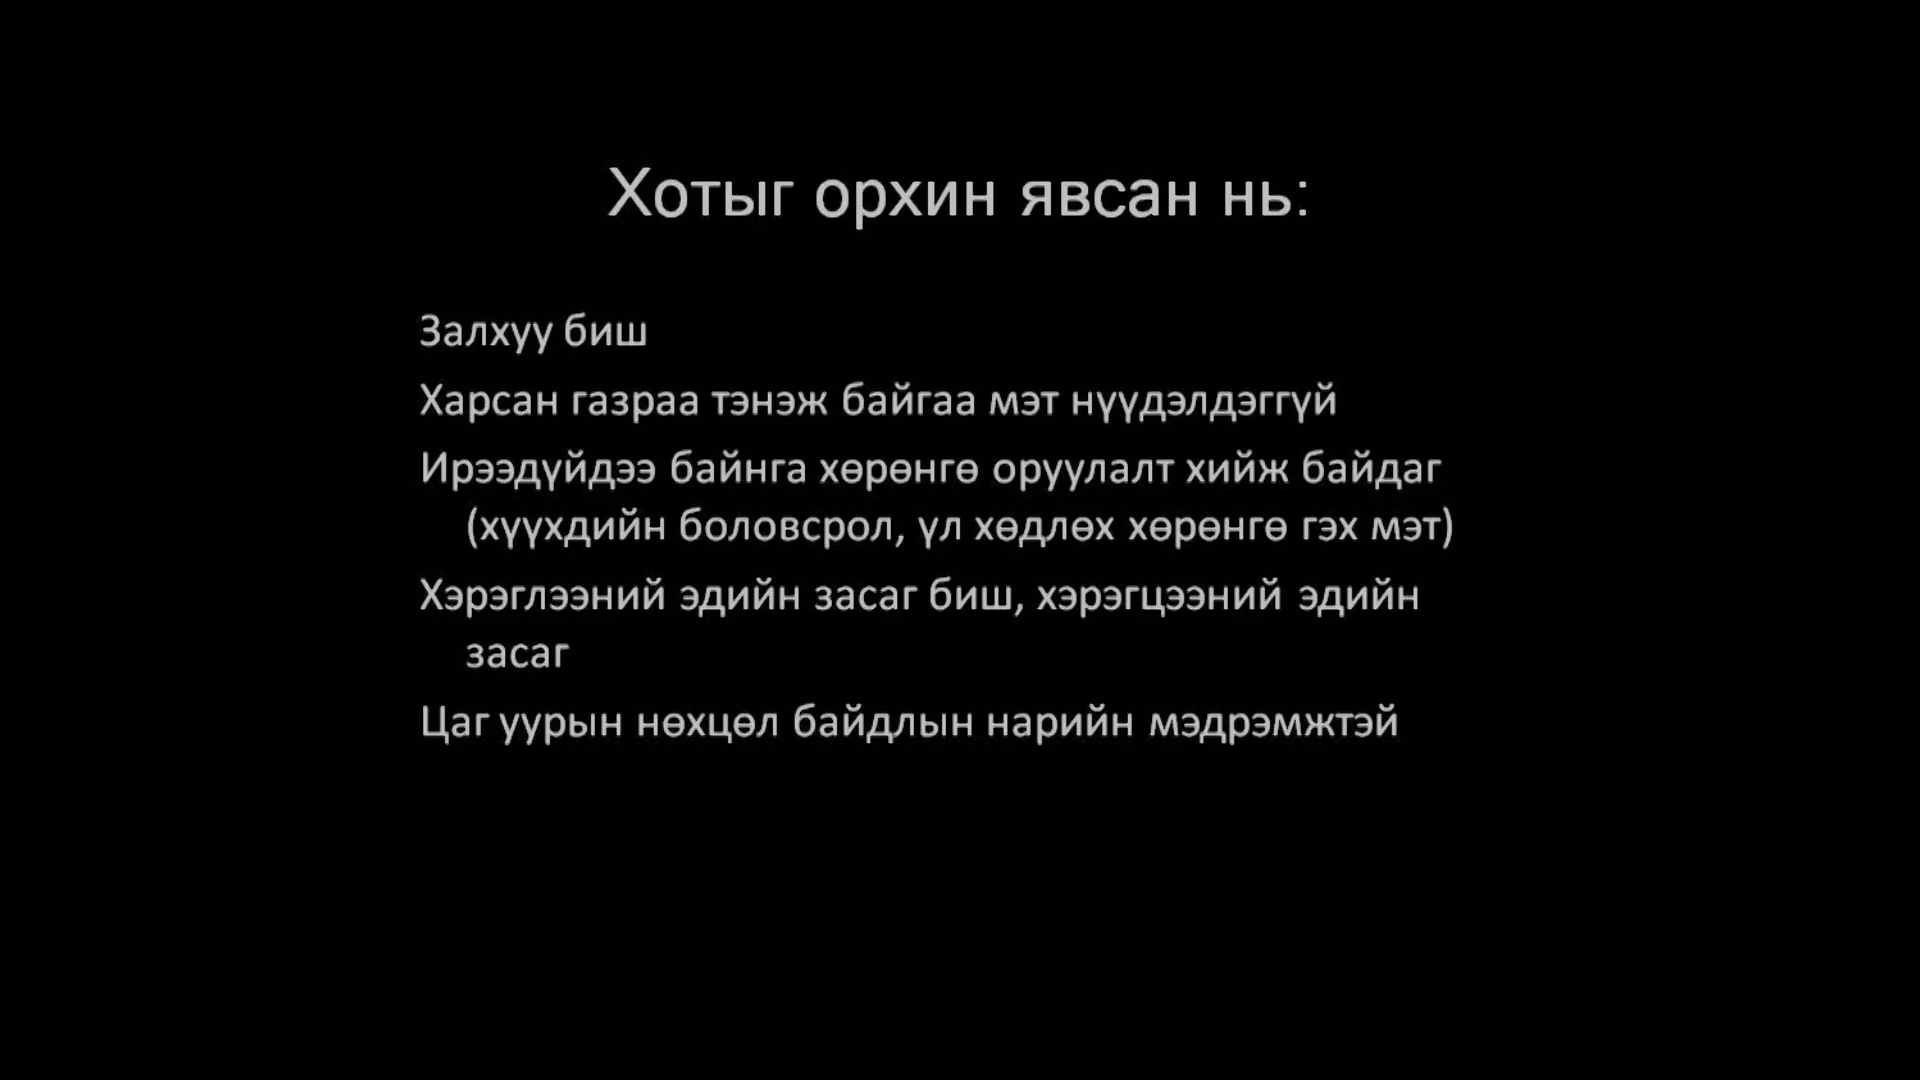 Хотыг орхин явсан нь:
Залхуу биш
Харсан газраа тэнэж байгаа мэт нүүдэлдэггүй
Ирээдүйдээ байнга хөрөнгө оруулалт хийж байдаг
(хүүхдийн боловсрол, үл хөдлөх хөрөнгө гэх мэт)
Хэрэглээний эдийн засаг биш, хэрэгцээний эдийн
засаг
Цаг уурын нөхцөл байдлын нарийн мэдрэмжтэй